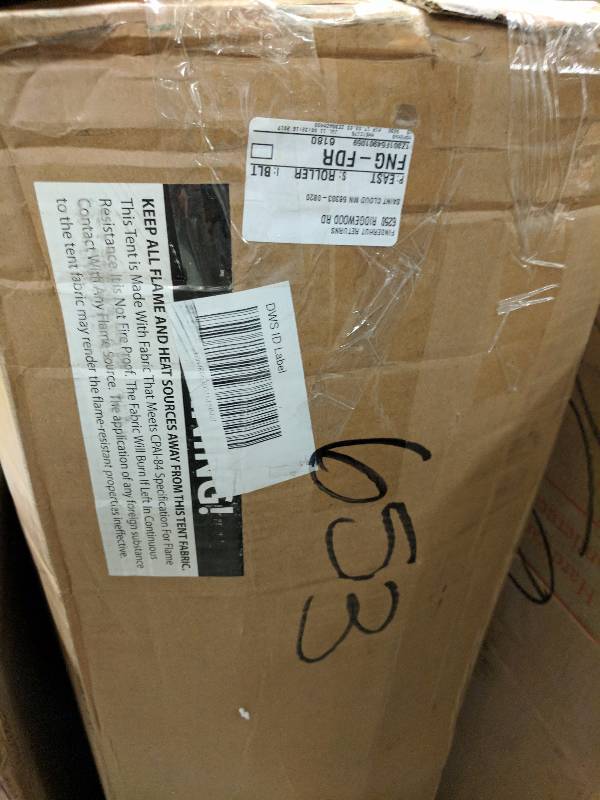 FINGERHUT RETURNS
6250 RIDGEWOOD RD
SAINT CLOUD MN 56303-0820
P: EAST S: ROLLER I: BLT
FNG-FDR
6180
DWS ID Label
KEEP ALL FLAME AND HEAT SOURCES AWAY FROM THIS TENT FABRIC.
This Tent is Made With Fabric That Meets CPAI-84 Specification For Flame
Resistance. It is Not Fire Proof. The Fabric Will Burn If Left In Continuous
Contact With Any Flame Source. The application of any foreign substance
to the tent fabric may render the flame-resistant properties ineffective.
653